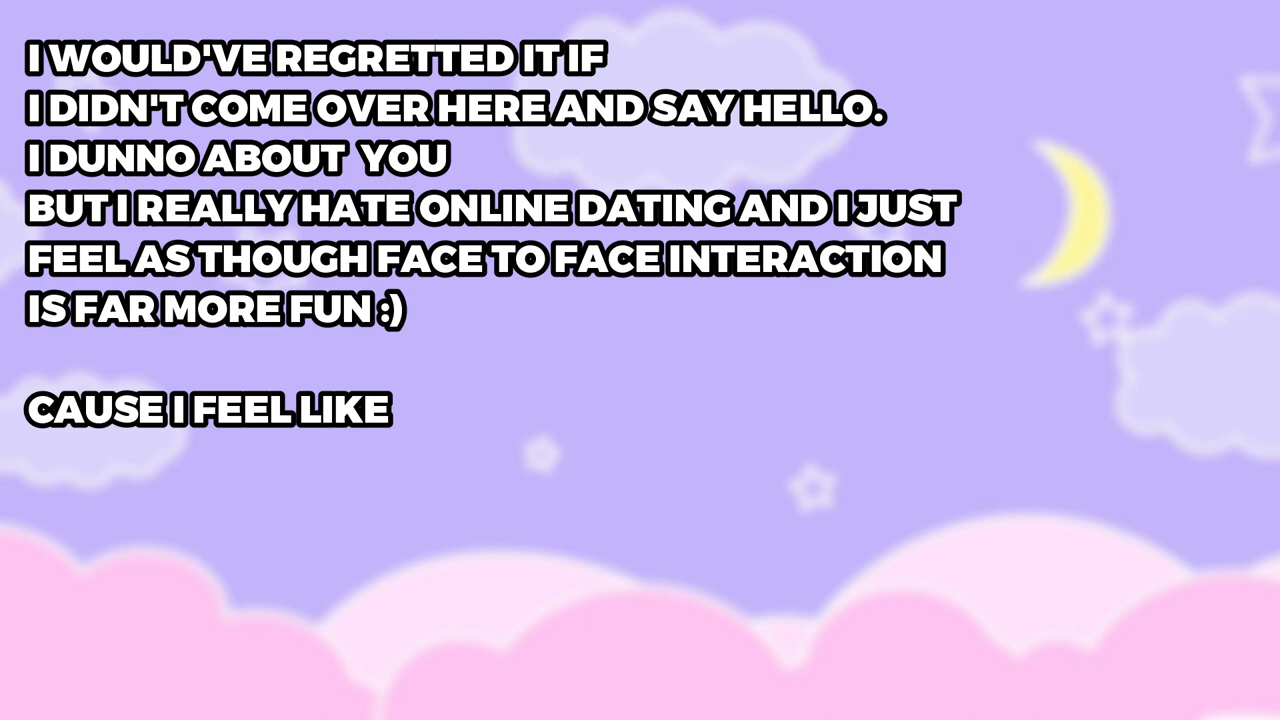 I WOULD'VE REGRETTED IT IF
I DIDN'T COME OVER HERE AND SAY HELLO.
I DUNNO ABOUT  YOU
BUT I REALLY HATE ONLINE DATING AND I JUST
FEEL AS THOUGH FACE TO FACE INTERACTION
IS FAR MORE FUN :)
CAUSE I FEEL LIKE